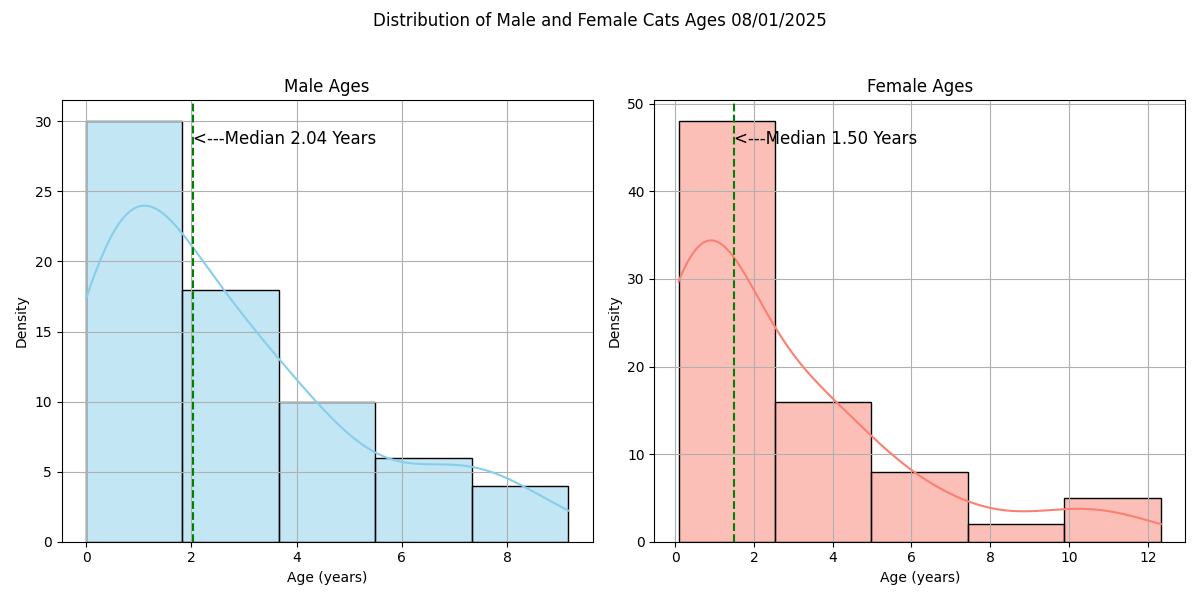 Distribution of Male and Female Cats Ages 08/01/2025
Male Ages
30
25
20
15
10
5
0
Density
<---Median 2.04 Years
0 2 4 6 8
Age (years)
Female Ages
50
40
30
20
10
0
Density
<---Median 1.50 Years
0 2 4 6 8 10 12
Age (years)